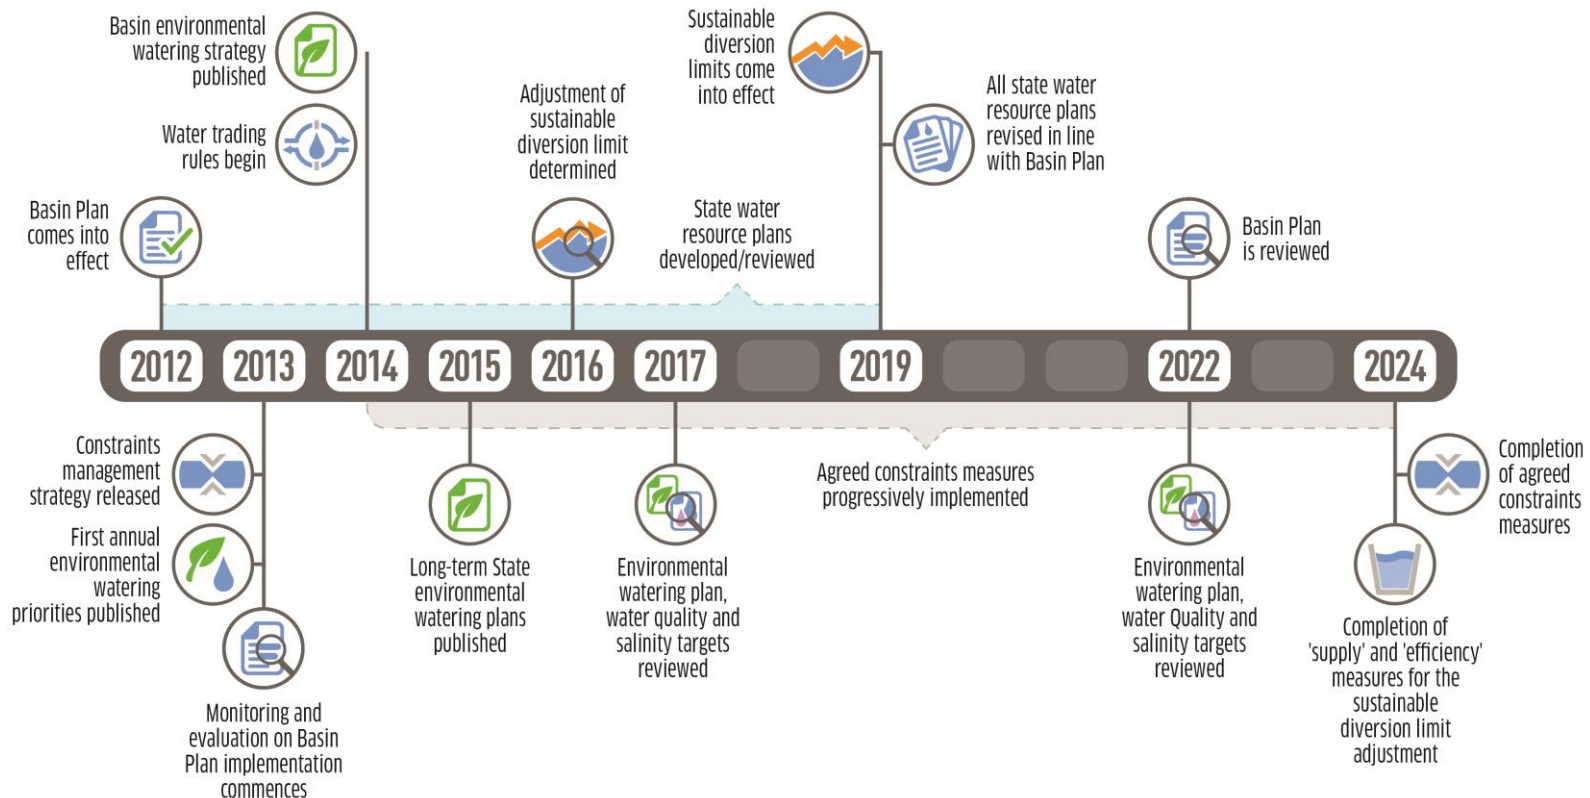 Basin environmental
watering strategy
published
Water trading
rules begin
Basin Plan
comes into
effect
Adjustment of
sustainable
diversion limit
determined
State water
resource plans
developed/reviewed
Sustainable
diversion
limits come
into effect
All state water
resource plans
revised in line
with Basin Plan
Basin Plan
is reviewed
2012
2013
2014
2015
2016
2017
2019
2022
2024
Constraints
management
strategy released
First annual
environmental
watering
priorities published
Monitoring and
evaluation on Basin
Plan implementation
commences
Long-term State
environmental
watering plans
published
Environmental
watering plan,
water quality and
salinity targets
reviewed
Agreed constraints measures
progressively implemented
Environmental
watering plan,
water Quality and
salinity targets
reviewed
Completion
of agreed
constraints
measures
Completion of
'supply' and 'efficiency'
measures for the
sustainable
diversion limit
adjustment